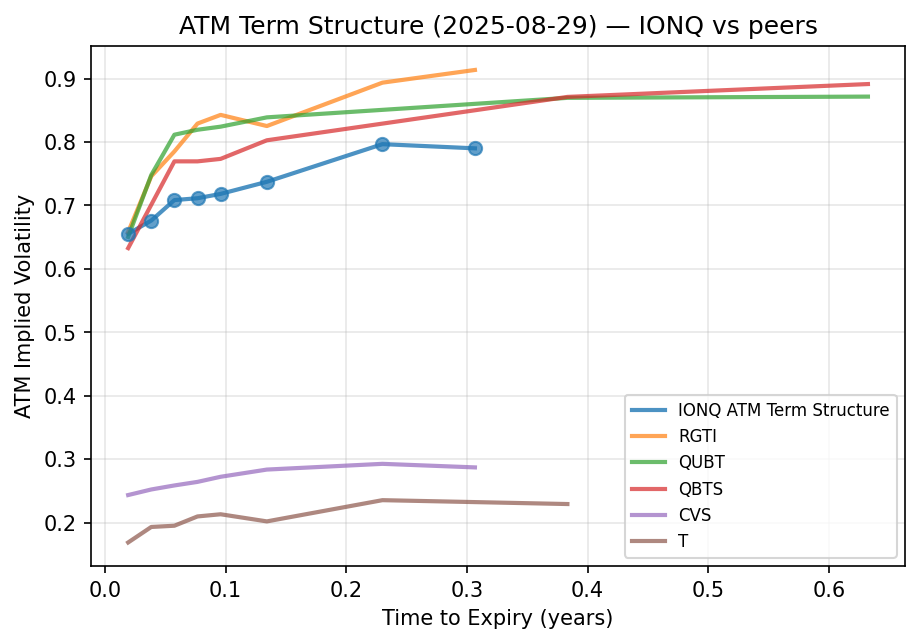 ATM Term Structure (2025-08-29) — IONQ vs peers
ATM Implied Volatility
0.9
0.8
0.7
0.6
0.5
0.4
0.3
0.2
IONQ ATM Term Structure
RGTI
QUBT
QBTS
CVS
T
0.0 0.1 0.2 0.3 0.4 0.5 0.6
Time to Expiry (years)